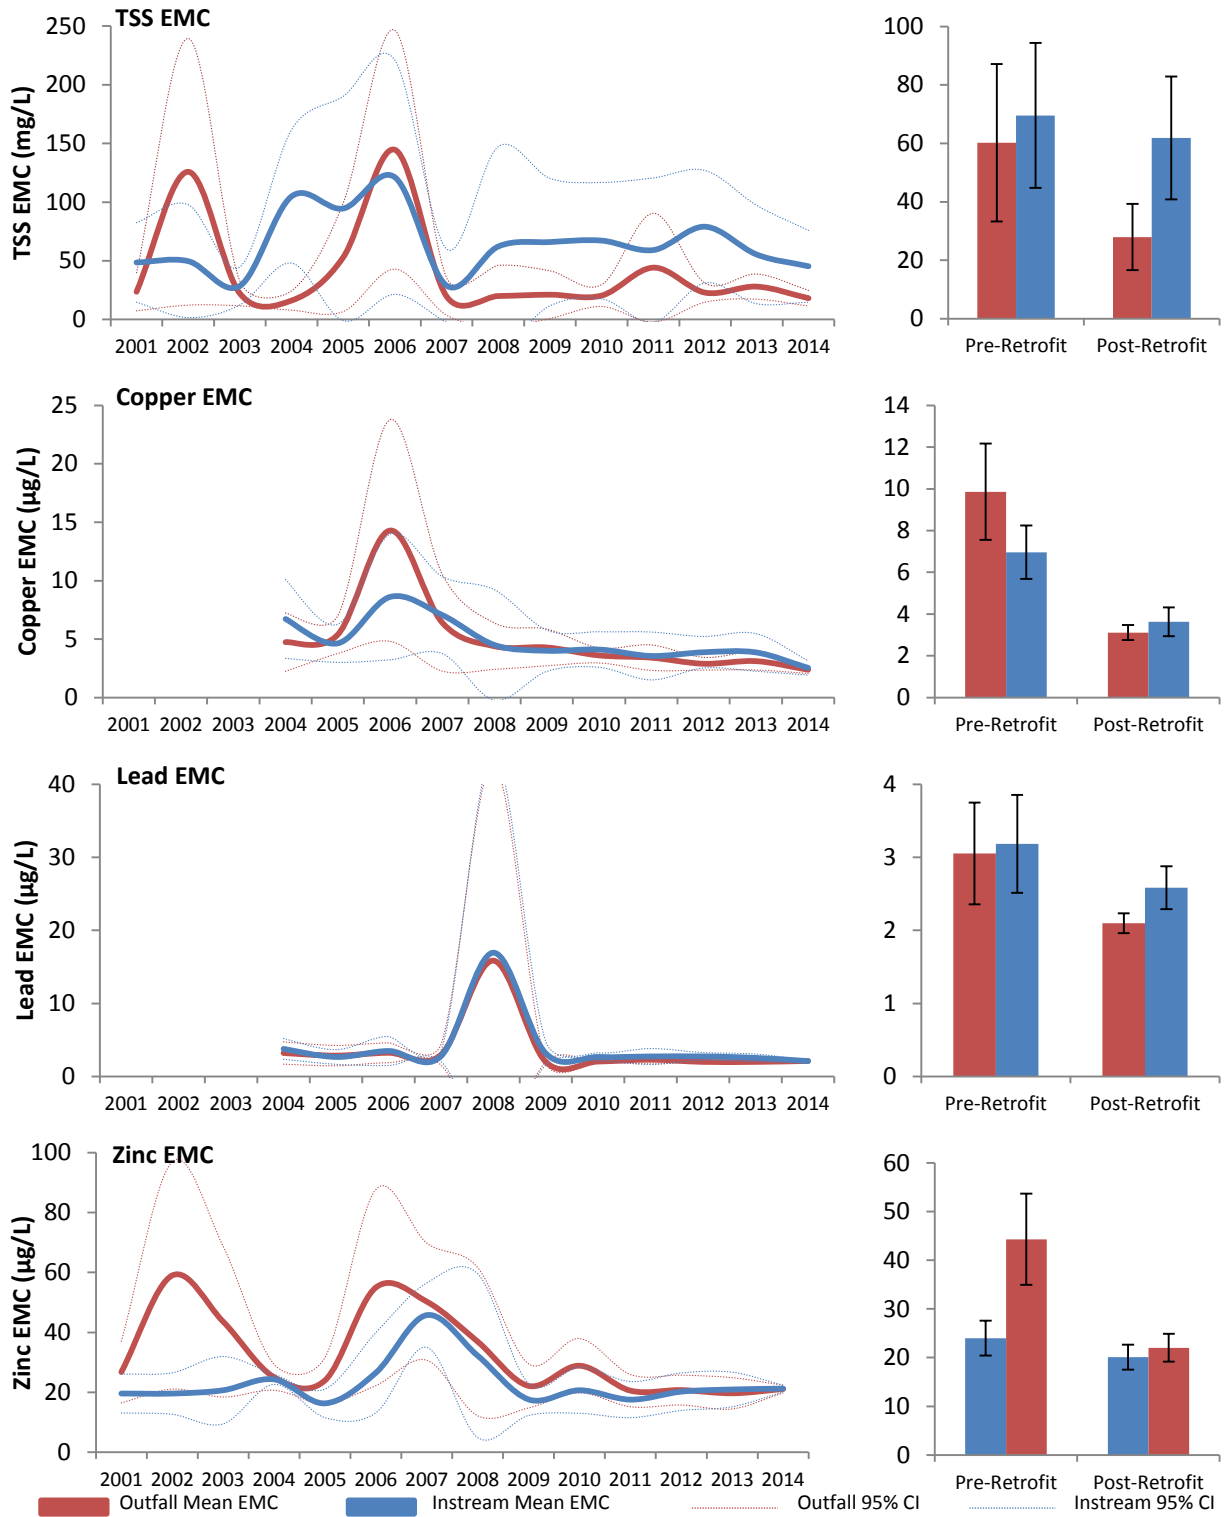 TSS EMC
TSS EMC (mg/L)
250
200
150
100
50
0
2001 2002 2003 2004 2005 2006 2007 2008 2009 2010 2011 2012 2013 2014
100
80
60
40
20
0
Pre-Retrofit Post-Retrofit
Copper EMC
Copper EMC (µg/L)
25
20
15
10
5
0
2001 2002 2003 2004 2005 2006 2007 2008 2009 2010 2011 2012 2013 2014
14
12
10
8
6
4
2
0
Pre-Retrofit Post-Retrofit
Lead EMC
Lead EMC (µg/L)
40
30
20
10
0
2001 2002 2003 2004 2005 2006 2007 2008 2009 2010 2011 2012 2013 2014
4
3
2
1
0
Pre-Retrofit Post-Retrofit
Zinc EMC
Zinc EMC (µg/L)
100
80
60
40
20
0
2001 2002 2003 2004 2005 2006 2007 2008 2009 2010 2011 2012 2013 2014
60
50
40
30
20
10
0
Pre-Retrofit Post-Retrofit
Outfall Mean EMC Instream Mean EMC Outfall 95% CI Instream 95% CI